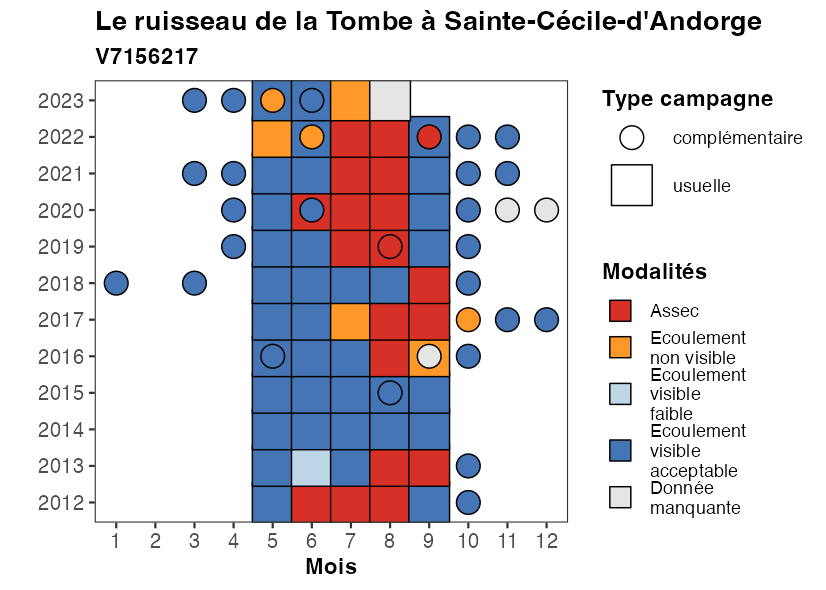 Le ruisseau de la Tombe à Sainte-Cécile-d'Andorge
V7156217
2023
2022
2021
2020
2019
2018
2017
2016
2015
2014
2013
2012
1 2 3 4 5 6 7 8 9 10 11 12
Mois
Type campagne
complémentaire
usuelle
Modalités
Assec
Ecoulement
non visible
Ecoulement
visible
faible
Ecoulement
visible
acceptable
Donnée
manquante